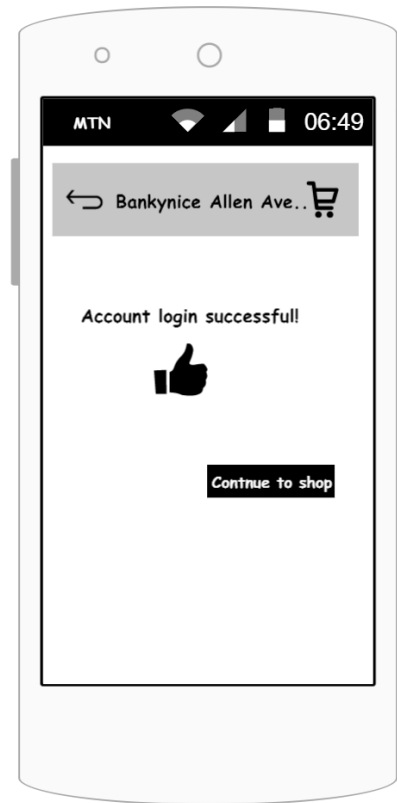 MTN 06:49
Bankynice Allen Ave..
Account login successful!
Contnue to shop